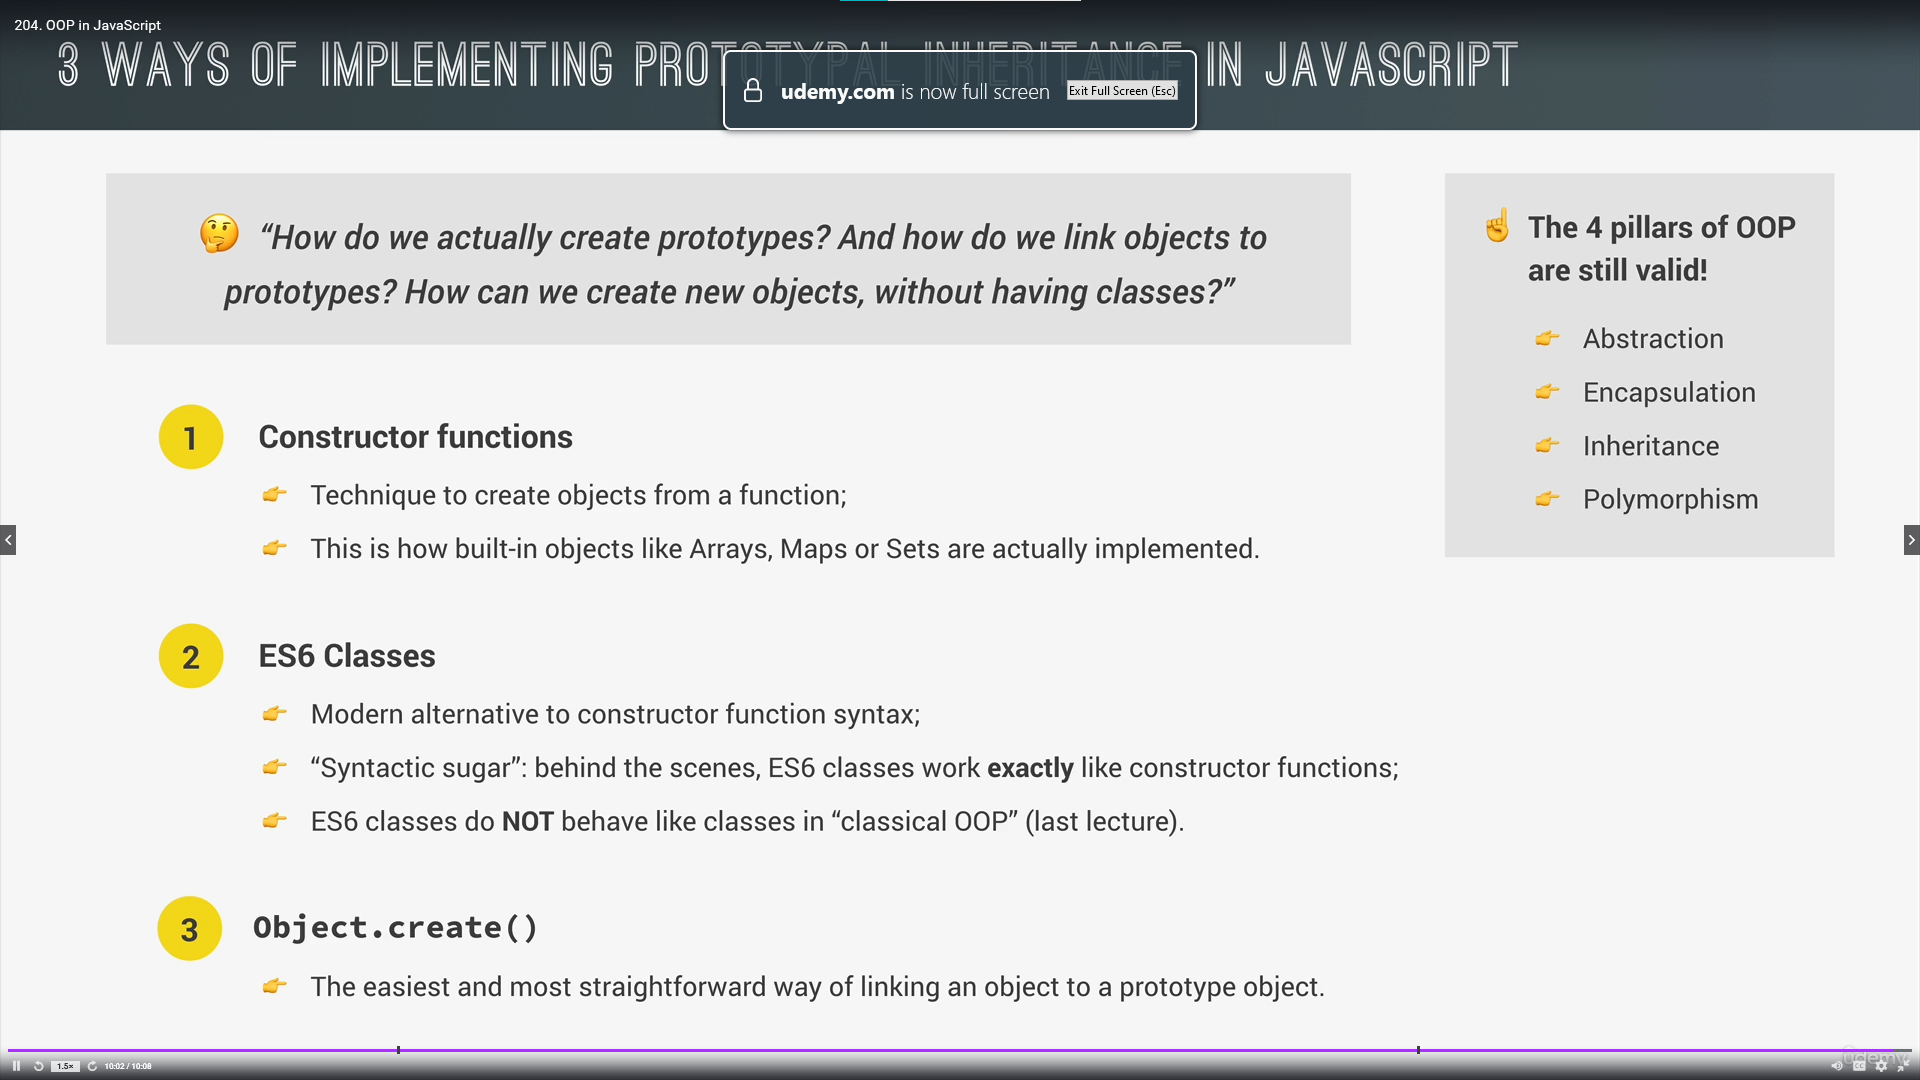 204. OOP in JavaScript
3 WAYS OF IMPLEMENTING PROTOTYPAL INHERITANCE IN JAVASCRIPT
udemy.com is now full screen Exit Full Screen (Esc)
“How do we actually create prototypes? And how do we link objects to
prototypes? How can we create new objects, without having classes?”
The 4 pillars of OOP
are still valid!
Abstraction
Encapsulation
Inheritance
Polymorphism
1 Constructor functions
Technique to create objects from a function;
This is how built-in objects like Arrays, Maps or Sets are actually implemented.
2 ES6 Classes
Modern alternative to constructor function syntax;
“Syntactic sugar”: behind the scenes, ES6 classes work exactly like constructor functions;
ES6 classes do NOT behave like classes in “classical OOP” (last lecture).
3 Object.create()
The easiest and most straightforward way of linking an object to a prototype object.
1.5x 10:02 / 10:08
CC
udemy